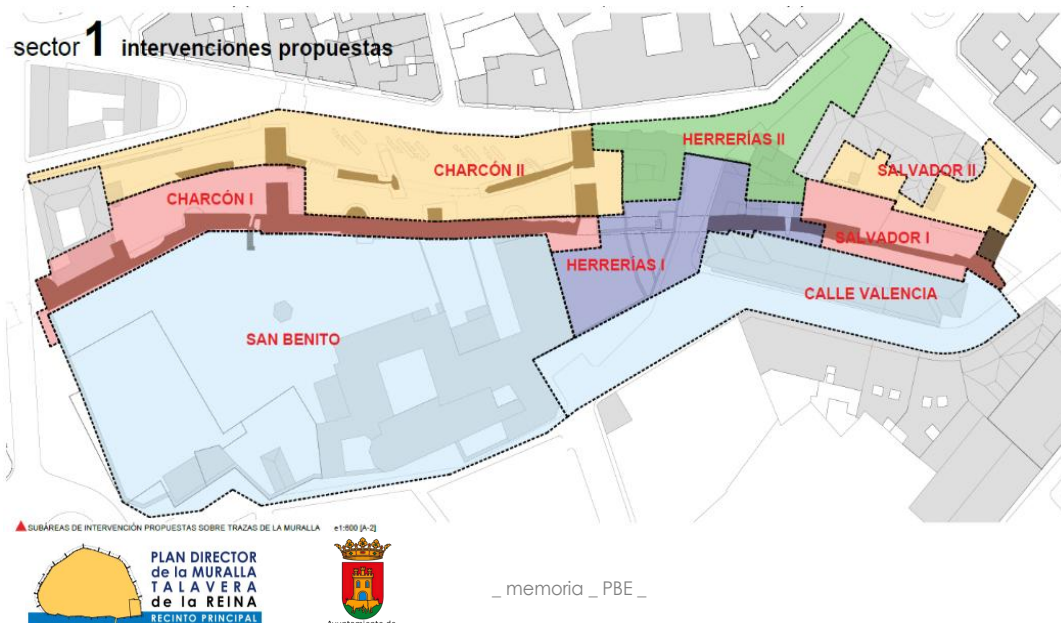 sector 1 intervenciones propuestas
HERRERÍAS II
CHARCÓN II
SALVADOR II
CHARCÓN I
SALVADOR I
HERRERÍAS I
CALLE VALENCIA
SAN BENITO
SUBÁREAS DE INTERVENCIÓN PROPUESTAS SOBRE TRAZAS DE LA MURALLA e1:600 [A-2]
PLAN DIRECTOR
de la MURALLA
TALAVERA
de la REINA
RECINTO PRINCIPAL
_ memoria _ PBE _
Ayuntamiento de